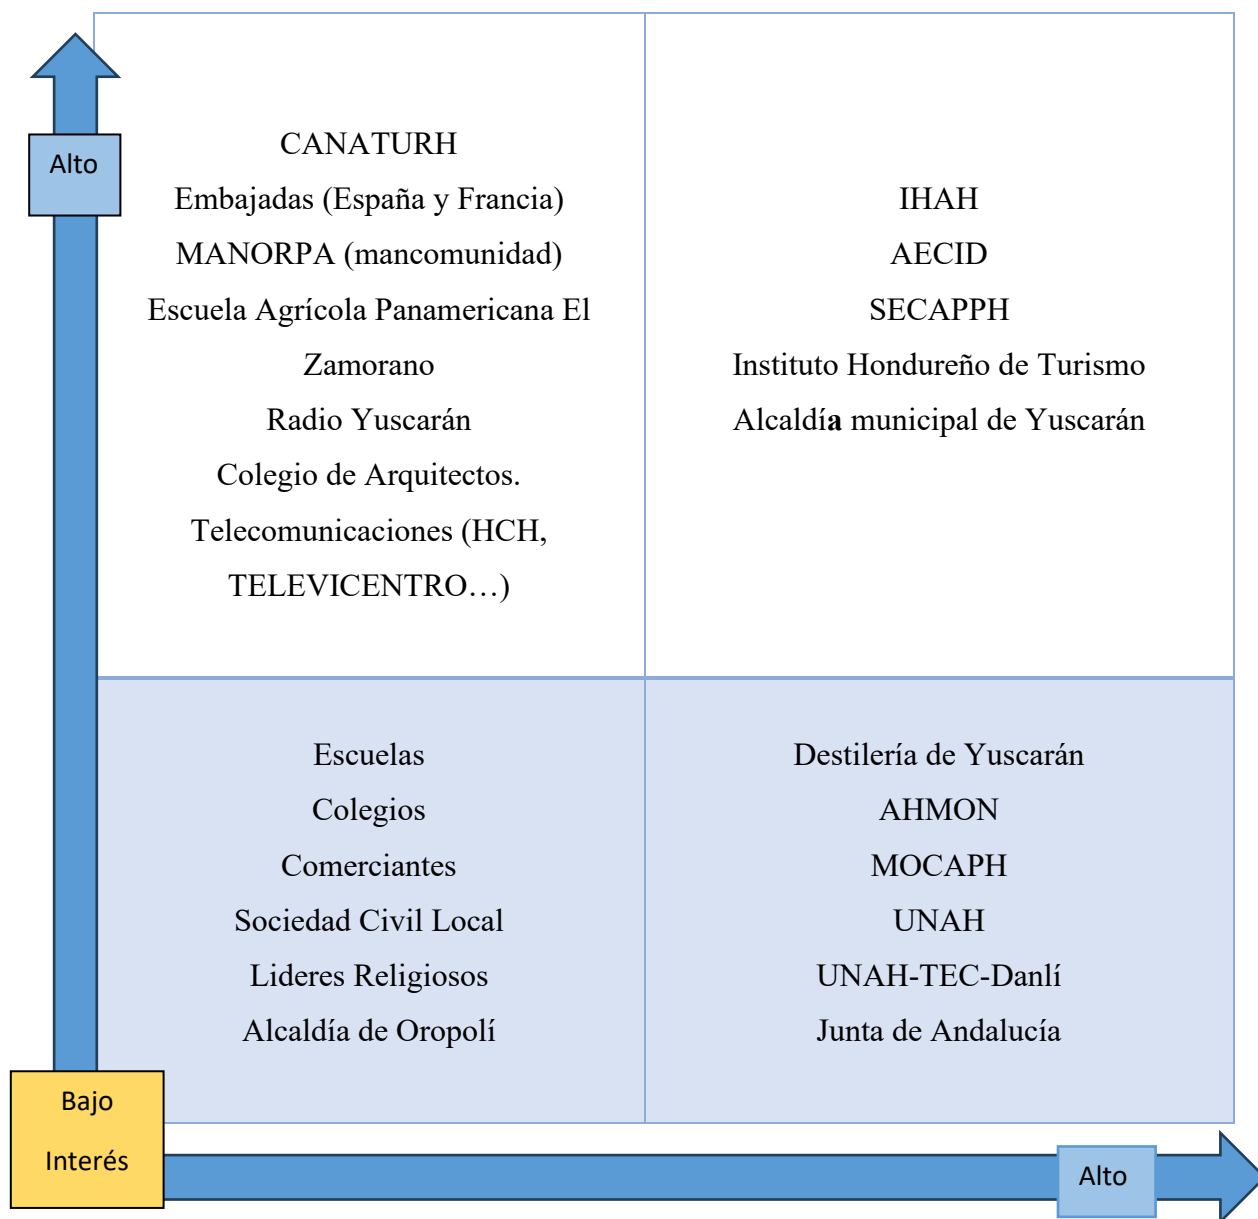 Alto
CANATURH
Embajadas (España y Francia)
MANORPA (mancomunidad)
Escuela Agrícola Panamericana El
Zamorano
Radio Yuscarán
Colegio de Arquitectos.
Telecomunicaciones (HCH,
TELEVICENTRO…)
IHAH
AECID
SECAPPH
Instituto Hondureño de Turismo
Alcaldía municipal de Yuscarán
Escuelas
Colegios
Comerciantes
Sociedad Civil Local
Lideres Religiosos
Alcaldía de Oropolí
Destilería de Yuscarán
AHMON
MOCAPH
UNAH
UNAH-TEC-Danlí
Junta de Andalucía
Bajo
Interés
Alto